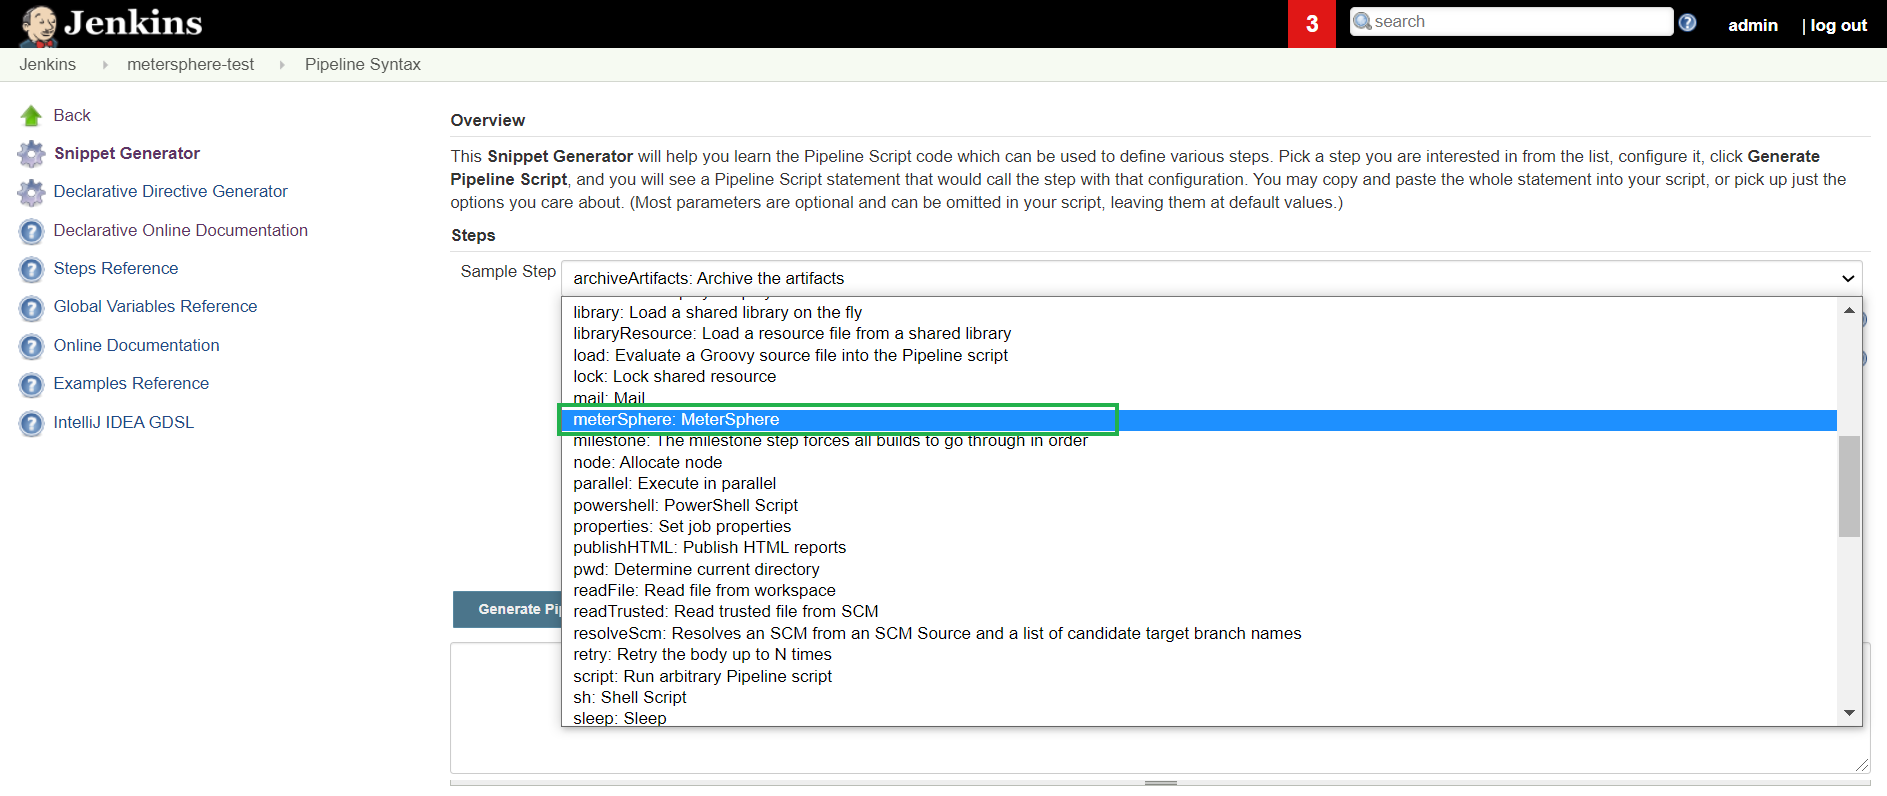 Jenkins
3
search
admin
| log out
Jenkins
metersphere-test
Pipeline Syntax
Back
Snippet Generator
Declarative Directive Generator
Declarative Online Documentation
Steps Reference
Global Variables Reference
Online Documentation
Examples Reference
IntelliJ IDEA GDSL
Overview
This Snippet Generator will help you learn the Pipeline Script code which can be used to define various steps. Pick a step you are interested in from the list, configure it, click Generate
Pipeline Script, and you will see a Pipeline Script statement that would call the step with that configuration. You may copy and paste the whole statement into your script, or pick up just the
options you care about. (Most parameters are optional and can be omitted in your script, leaving them at default values.)
Steps
Sample Step
archiveArtifacts: Archive the artifacts
library: Load a shared library on the fly
libraryResource: Load a resource file from a shared library
load: Evaluate a Groovy source file into the Pipeline script
lock: Lock shared resource
mail: Mail
meterSphere: MeterSphere
milestone: The milestone step forces all builds to go through in order
node: Allocate node
parallel: Execute in parallel
powershell: PowerShell Script
properties: Set job properties
publishHTML: Publish HTML reports
pwd: Determine current directory
readFile: Read file from workspace
readTrusted: Read trusted file from SCM
resolveScm: Resolves an SCM from an SCM Source and a list of candidate target branch names
retry: Retry the body up to N times
script: Run arbitrary Pipeline script
sh: Shell Script
sleep: Sleep
Generate Pi